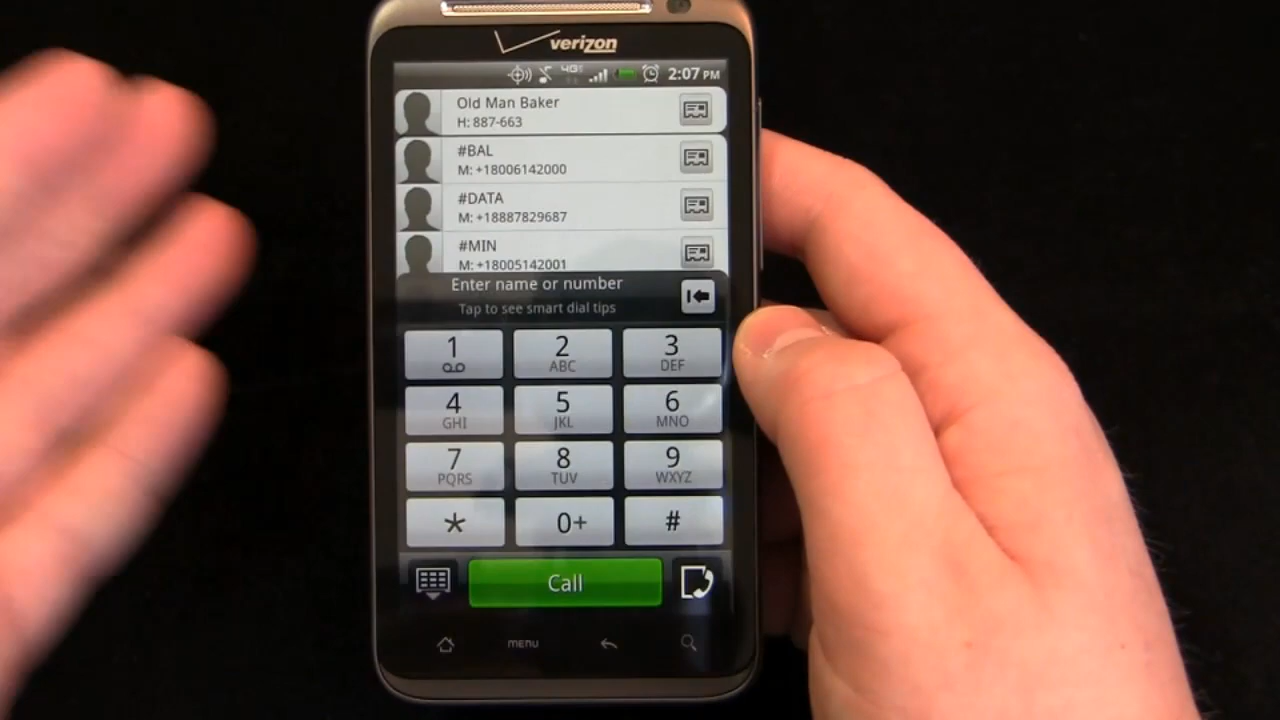 verizon
4G
2:07 PM
Old Man Baker
H: 887-663
#BAL
M: +18006142000
#DATA
M: +18887829687
#MIN
M: +18005142001
Enter name or number
Tap to see smart dial tips
1
2 ABC
3 DEF
4 GHI
5 JKL
6 MNO
7 PQRS
8 TUV
9 WXYZ
*
0+
#
Call
MENU